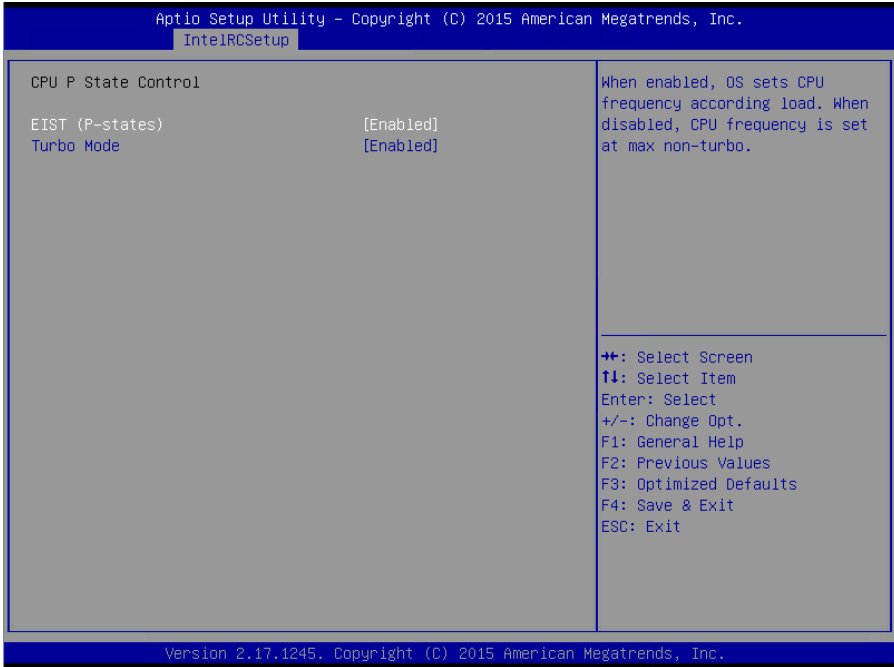 Aptio Setup Utility – Copyright (C) 2015 American Megatrends, Inc.
IntelRCSetup
CPU P State Control
EIST (P-states) [Enabled]
Turbo Mode [Enabled]
When enabled, OS sets CPU
frequency according load. When
disabled, CPU frequency is set
at max non-turbo.
→←: Select Screen
↑↓: Select Item
Enter: Select
+/-: Change Opt.
F1: General Help
F2: Previous Values
F3: Optimized Defaults
F4: Save & Exit
ESC: Exit
Version 2.17.1245. Copyright (C) 2015 American Megatrends, Inc.